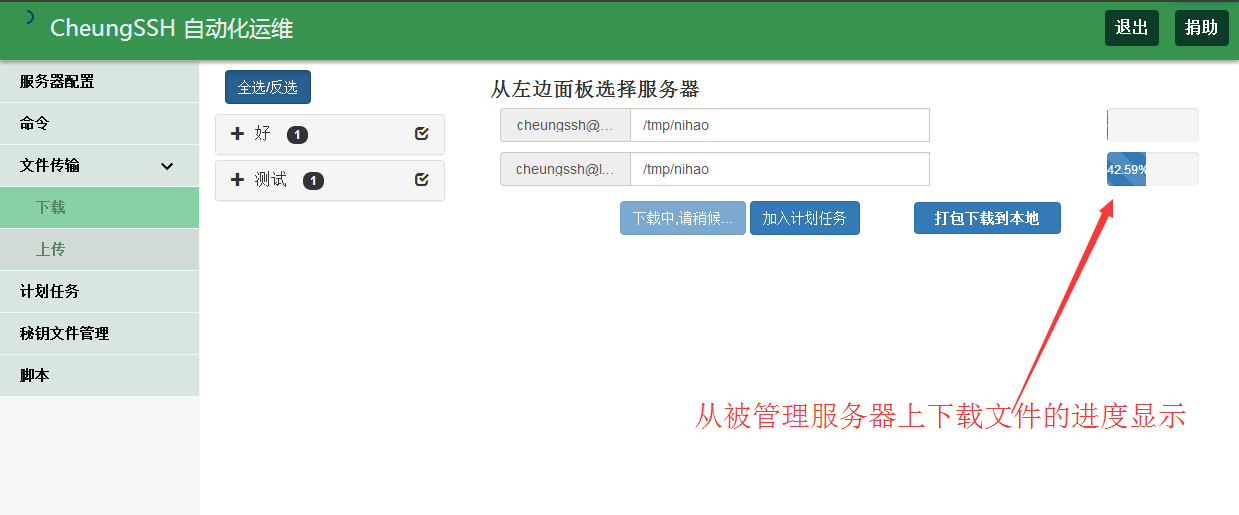 CheungSSH 自动化运维
退出
捐助
服务器配置
命令
文件传输
下载
上传
计划任务
秘钥文件管理
脚本
全选/反选
好 1
测试 1
从左边面板选择服务器
cheungssh@... /tmp/nihao
cheungssh@l... /tmp/nihao
42.59%
下载中,请稍候...
加入计划任务
打包下载到本地
从被管理服务器上下载文件的进度显示